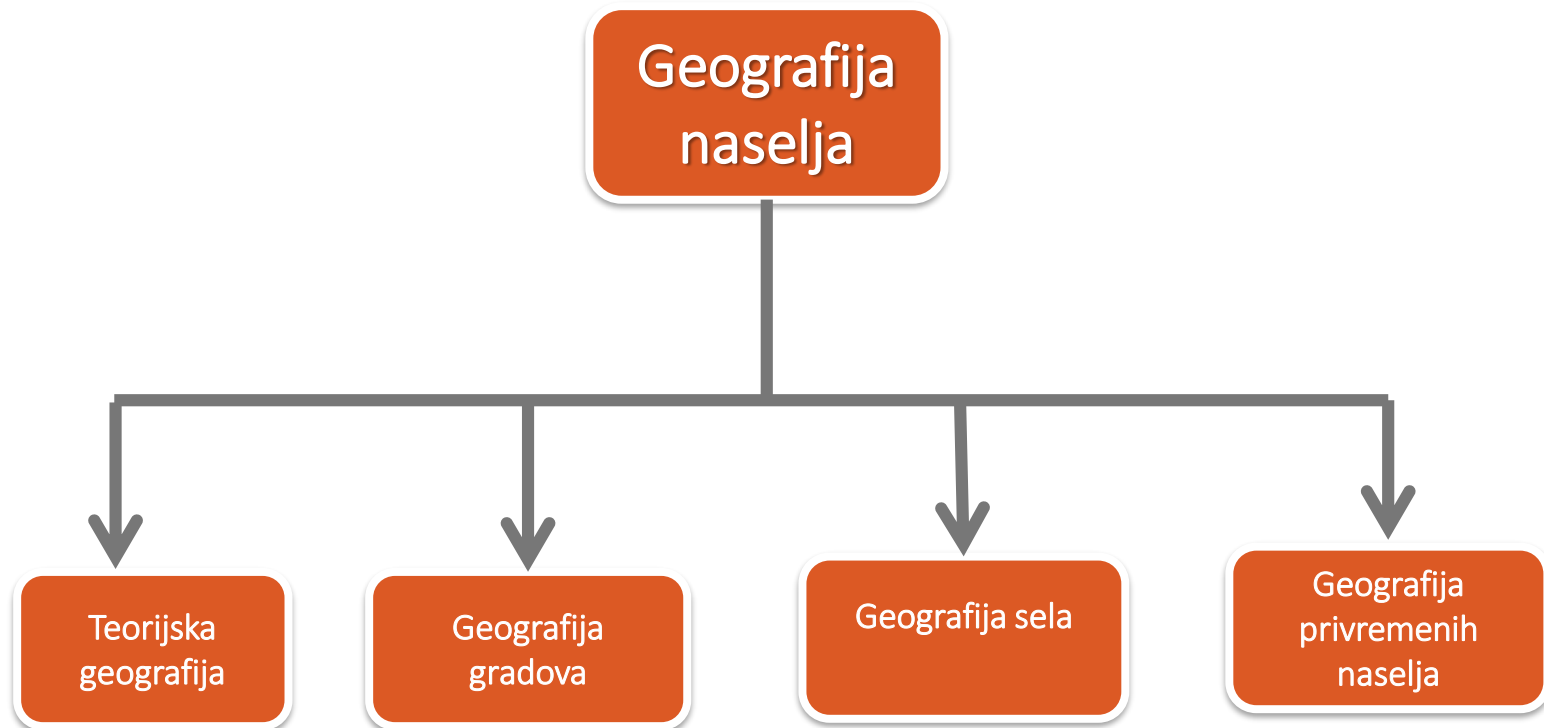 Geografija
naselja
Teorijska
geografija
Geografija
gradova
Geografija sela
Geografija
privremenih
naselja